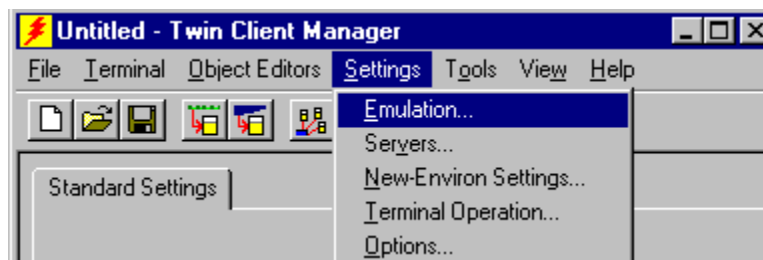 Untitled - Twin Client Manager
File Terminal Object Editors Settings Tools View Help
Emulation...
Servers...
New-Environ Settings...
Terminal Operation...
Options...
Standard Settings